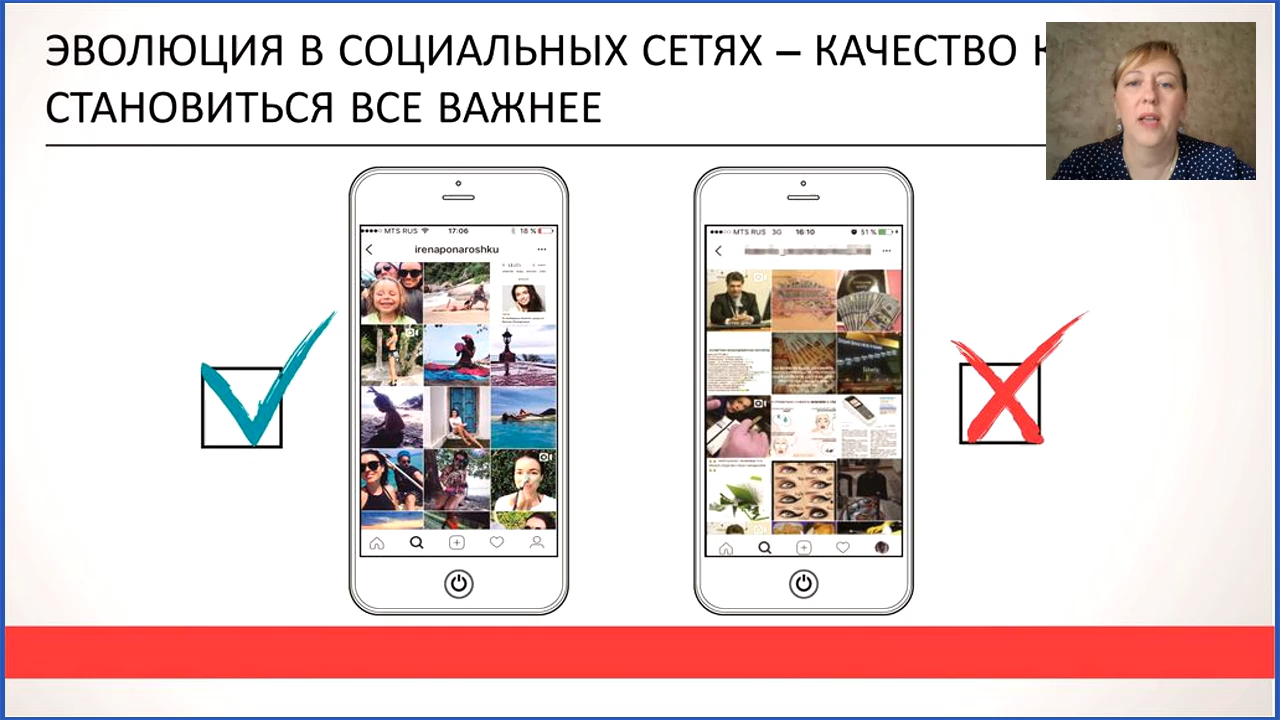 ЭВОЛЮЦИЯ В СОЦИАЛЬНЫХ СЕТЯХ – КАЧЕСТВО
СТАНОВИТЬСЯ ВСЕ ВАЖНЕЕ
MTS RUS 17:06 18 %
irenaponaroshku
MTS RUS 3G 16:10 51 %